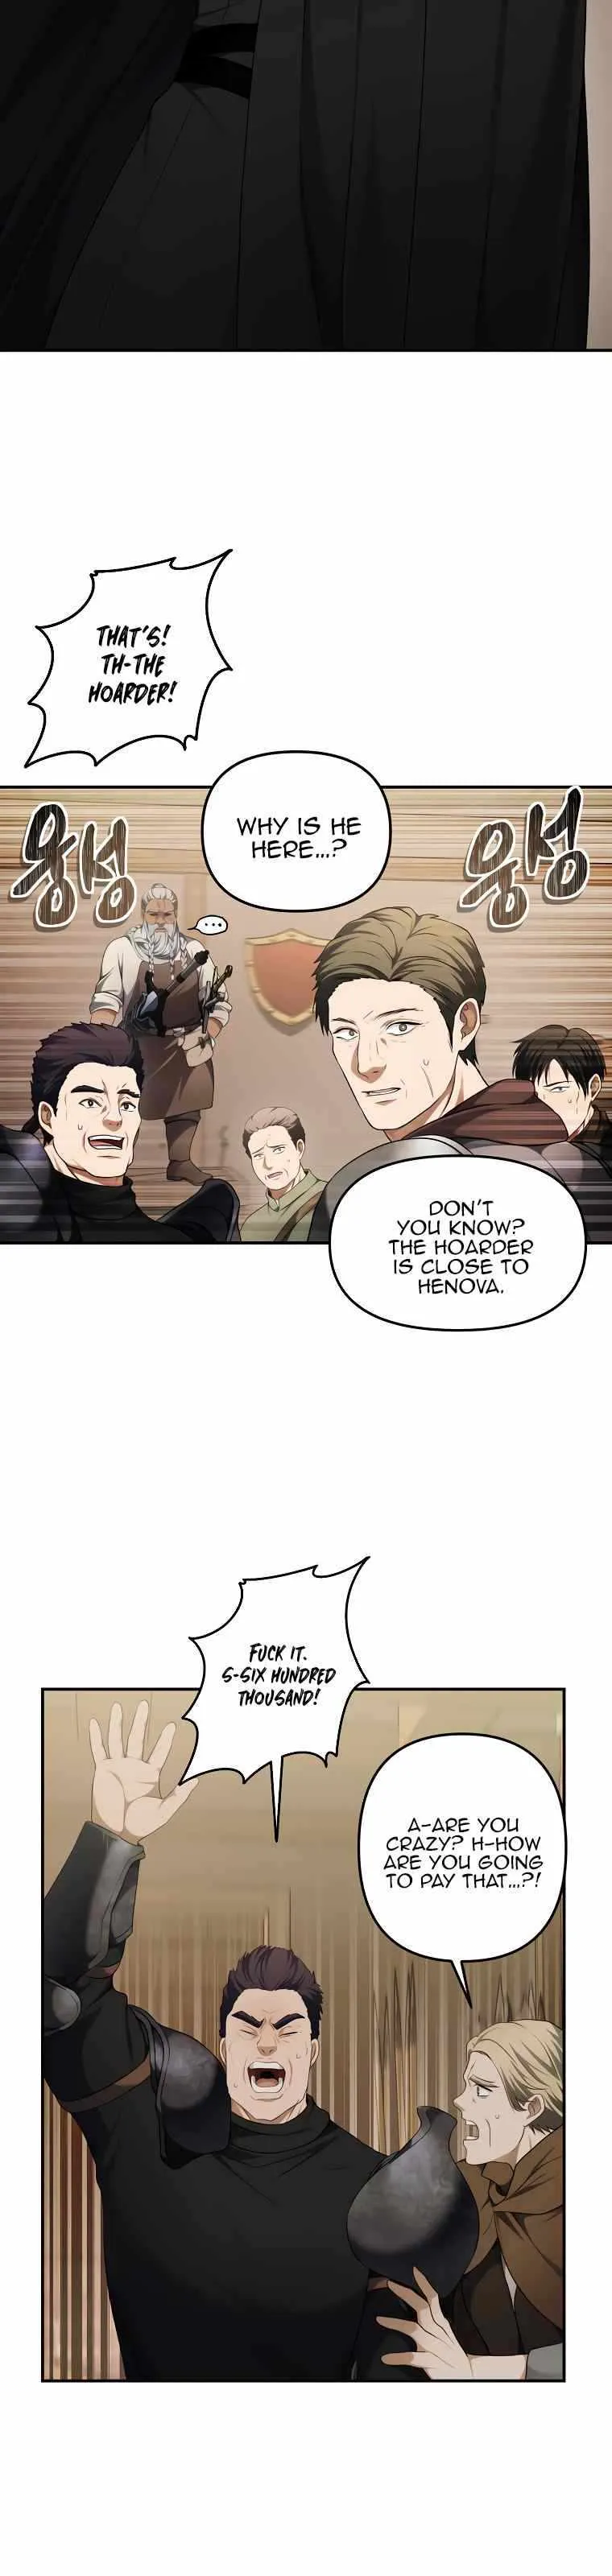 THAT'S!
TH-THE
HOARDER!
WHY IS HE
HERE...?
웅성
웅성
...
DON'T
YOU KNOW?
THE HOARDER
IS CLOSE TO
HENOVA.
FUCK IT.
S-SIX HUNDRED
THOUSAND!
A-ARE YOU
CRAZY? H-HOW
ARE YOU GOING
TO PAY THAT...?!